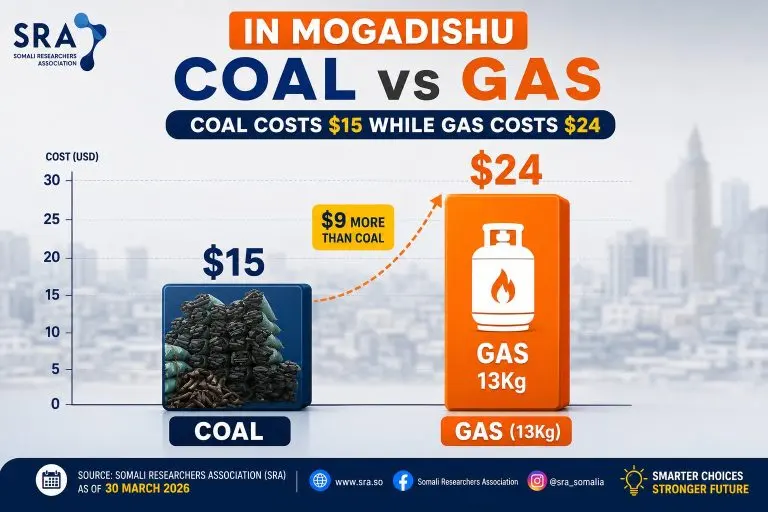 SRA
SOMALI RESEARCHERS
ASSOCIATION
IN MOGADISHU
COAL vs GAS
COAL COSTS $15 WHILE GAS COSTS $24
COST (USD)
30
25
20
15
10
5
0
$15
$9 MORE
THAN COAL
$24
GAS
13Kg
COAL
GAS (13Kg)
SOURCE: SOMALI RESEARCHERS ASSOCIATION (SRA)
AS OF 30 MARCH 2026
www.sra.so
Somali Researchers Association
@sra_somalia
SMARTER CHOICES
STRONGER FUTURE